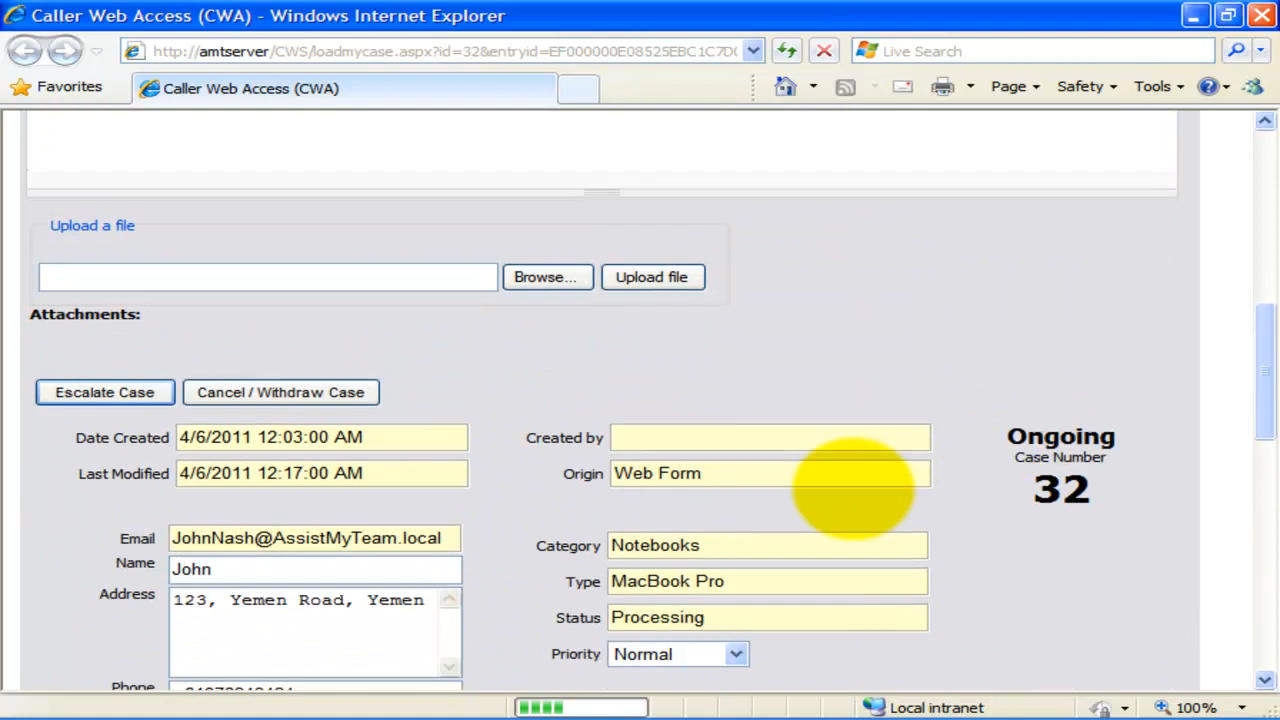 Caller Web Access (CWA) - Windows Internet Explorer
http://amtserver/CWS/loadmycase.aspx?id=32&entryid=EF000000E08525EBC1C7D
Live Search
Favorites
Caller Web Access (CWA)
Page
Safety
Tools
Upload a file
Browse...
Upload file
Attachments:
Escalate Case
Cancel / Withdraw Case
Date Created 4/6/2011 12:03:00 AM
Created by
Ongoing
Last Modified 4/6/2011 12:17:00 AM
Origin Web Form
Case Number
32
Email JohnNash@AssistMyTeam.local
Category Notebooks
Name John
Type MacBook Pro
Address 123, Yemen Road, Yemen
Status Processing
Priority Normal
Phone
Local intranet
100%